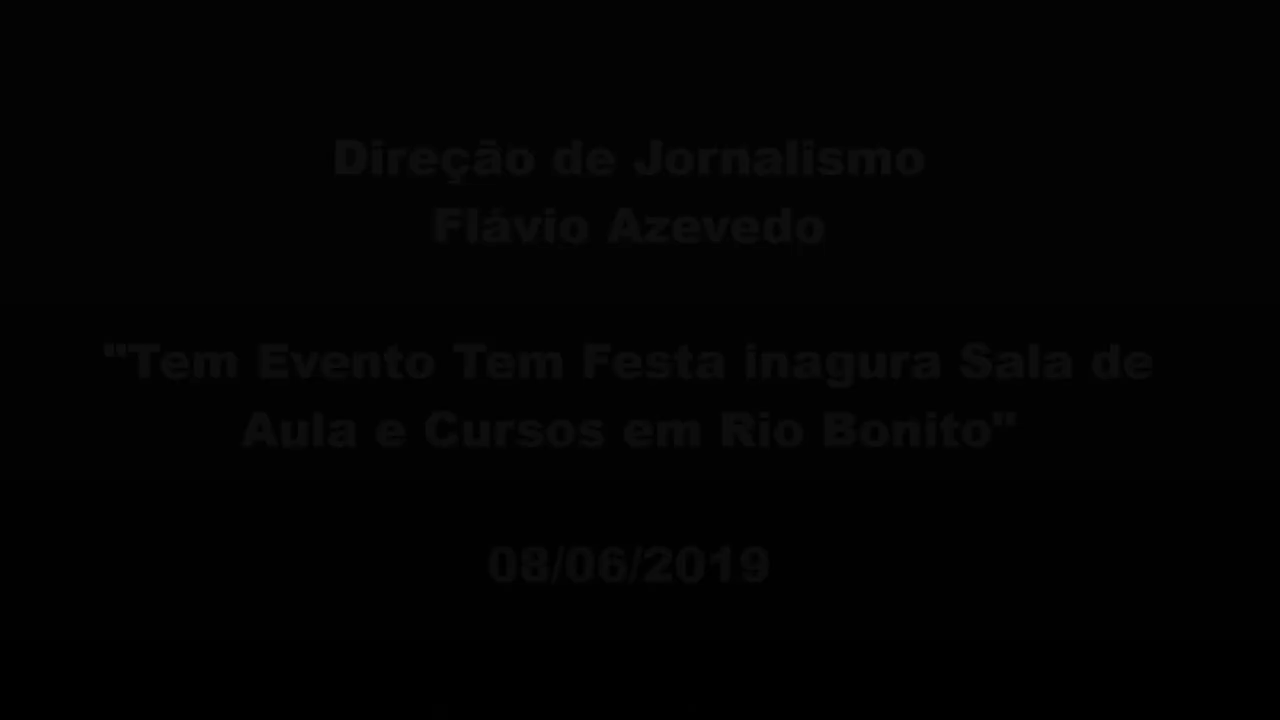 Direção de Jornalismo
Flávio Azevedo
"Tem Evento Tem Festa inagura Sala de
Aula e Cursos em Rio Bonito"
08/06/2019